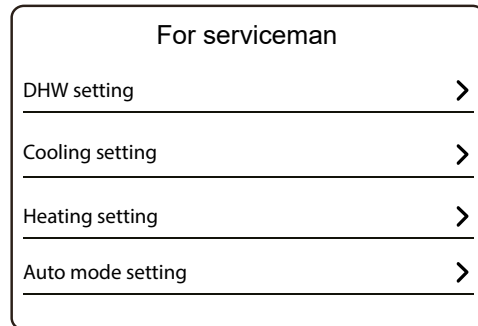 For serviceman
DHW setting
Cooling setting
Heating setting
Auto mode setting